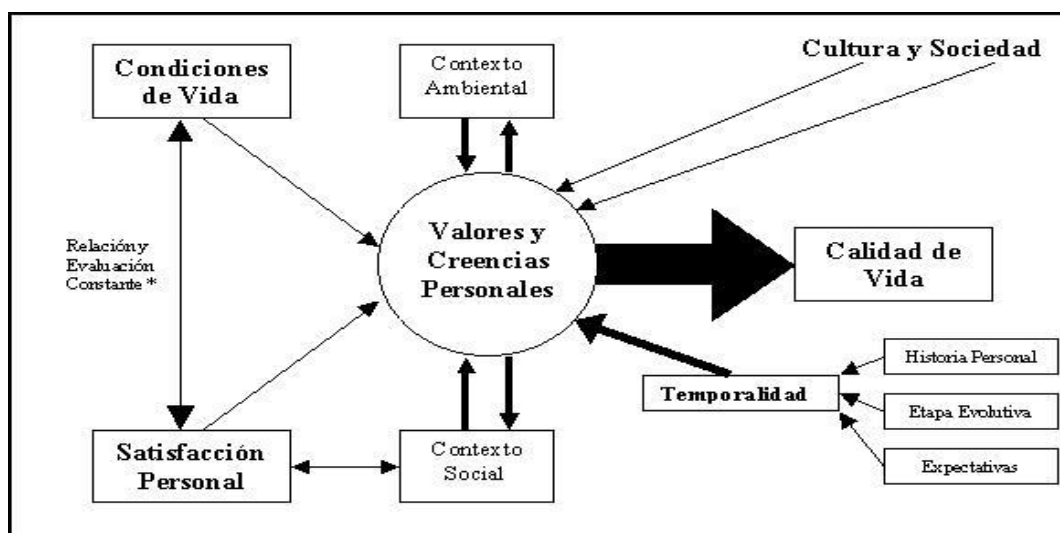 Condiciones
de Vida
Contexto
Ambiental
Cultura y Sociedad
Relación y
Evaluación
Constante *
Valores y
Creencias
Personales
Calidad de
Vida
Historia Personal
Temporalidad
Etapa Evolutiva
Expectativas
Satisfacción
Personal
Contexto
Social